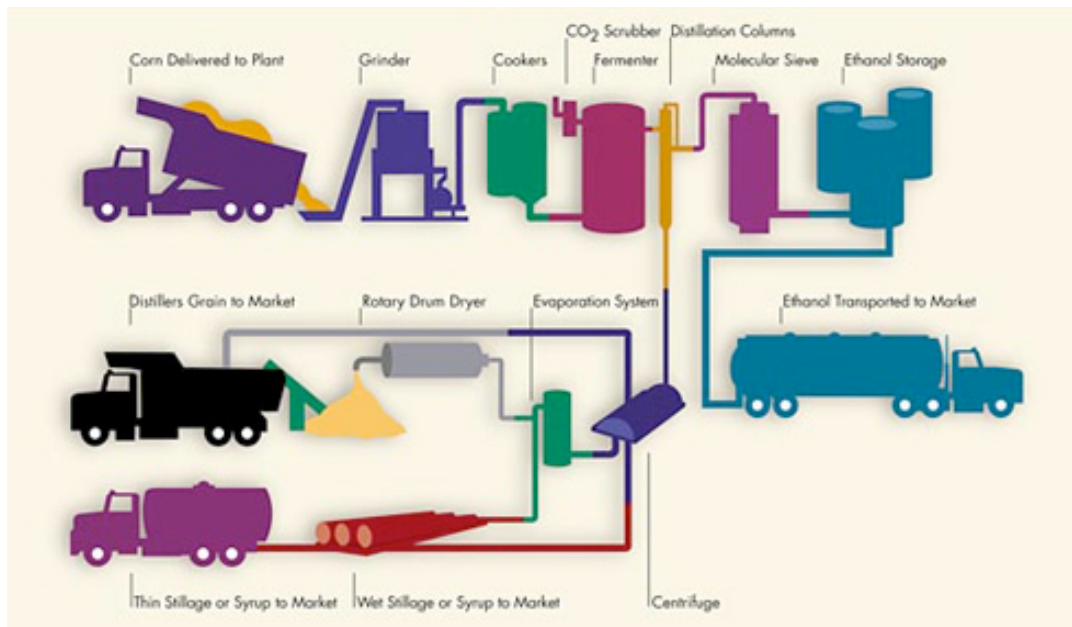 CO2 Scrubber
Distillation Columns
Corn Delivered to Plant
Grinder
Cookers
Fermenter
Molecular Sieve
Ethanol Storage
Distillers Grain to Market
Rotary Drum Dryer
Evaporation System
Ethanol Transported to Market
Thin Stillage or Syrup to Market
Wet Stillage or Syrup to Market
Centrifuge